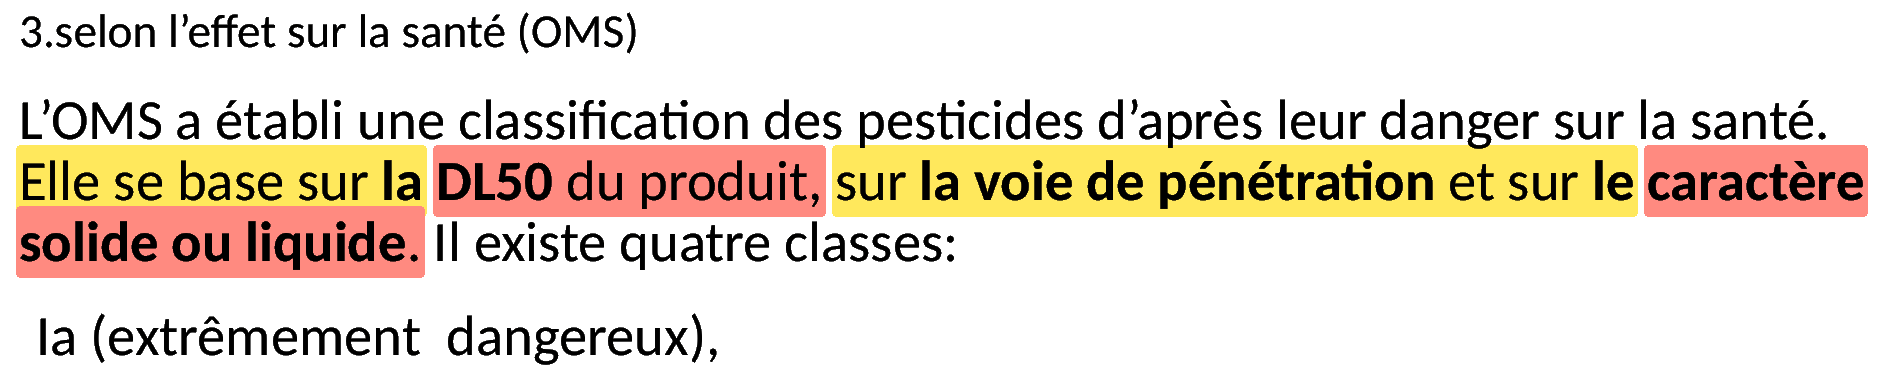 3.selon l’effet sur la santé (OMS)
L’OMS a établi une classification des pesticides d’après leur danger sur la santé.
Elle se base sur la DL50 du produit, sur la voie de pénétration et sur le caractère
solide ou liquide. Il existe quatre classes:
Ia (extrêmement dangereux),